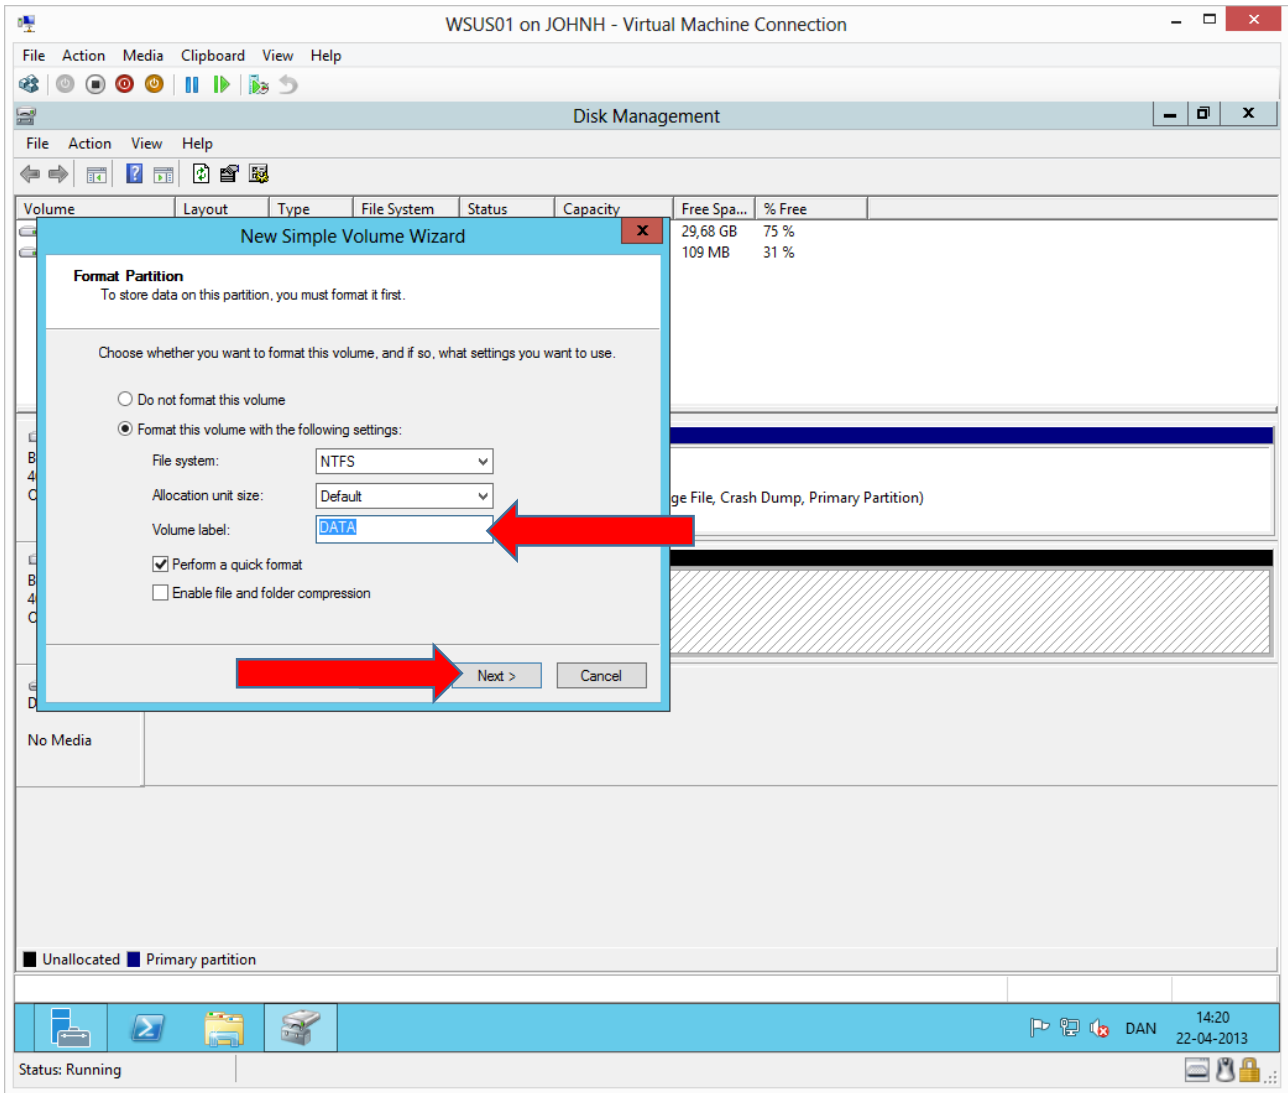 WSUS01 on JOHNH - Virtual Machine Connection
File Action Media Clipboard View Help
Disk Management
File Action View Help
Volume Layout Type File System Status Capacity Free Spa... % Free
29,68 GB 75 %
109 MB 31 %
New Simple Volume Wizard
Format Partition
To store data on this partition, you must format it first.
Choose whether you want to format this volume, and if so, what settings you want to use.
Do not format this volume
Format this volume with the following settings:
File system: NTFS
Allocation unit size: Default
Volume label: DATA
Perform a quick format
Enable file and folder compression
Next > Cancel
ge File, Crash Dump, Primary Partition)
No Media
Unallocated Primary partition
DAN
14:20
22-04-2013
Status: Running